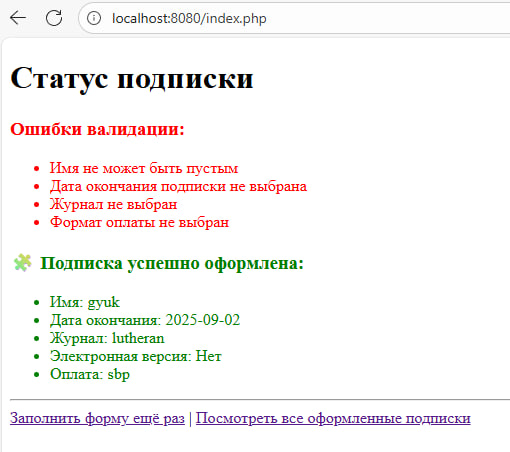 localhost:8080/index.php
Статус подписки
Ошибки валидации:
Имя не может быть пустым
Дата окончания подписки не выбрана
Журнал не выбран
Формат оплаты не выбран
Подписка успешно оформлена:
Имя: gyuk
Дата окончания: 2025-09-02
Журнал: lutheran
Электронная версия: Нет
Оплата: sbp
Заполнить форму ещё раз | Посмотреть все оформленные подписки